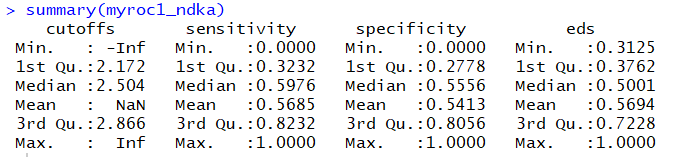 > summary(myroc1_ndka)
    cutoffs       sensitivity      specificity         eds        
 Min.   : -Inf   Min.   :0.0000   Min.   :0.0000   Min.   :0.3125  
 1st Qu.:2.172   1st Qu.:0.3232   1st Qu.:0.2778   1st Qu.:0.3762  
 Median :2.504   Median :0.5976   Median :0.5556   Median :0.5001  
 Mean   :  NaN   Mean   :0.5685   Mean   :0.5413   Mean   :0.5694  
 3rd Qu.:2.866   3rd Qu.:0.8232   3rd Qu.:0.8056   3rd Qu.:0.7228  
 Max.   :  Inf   Max.   :1.0000   Max.   :1.0000   Max.   :1.0000